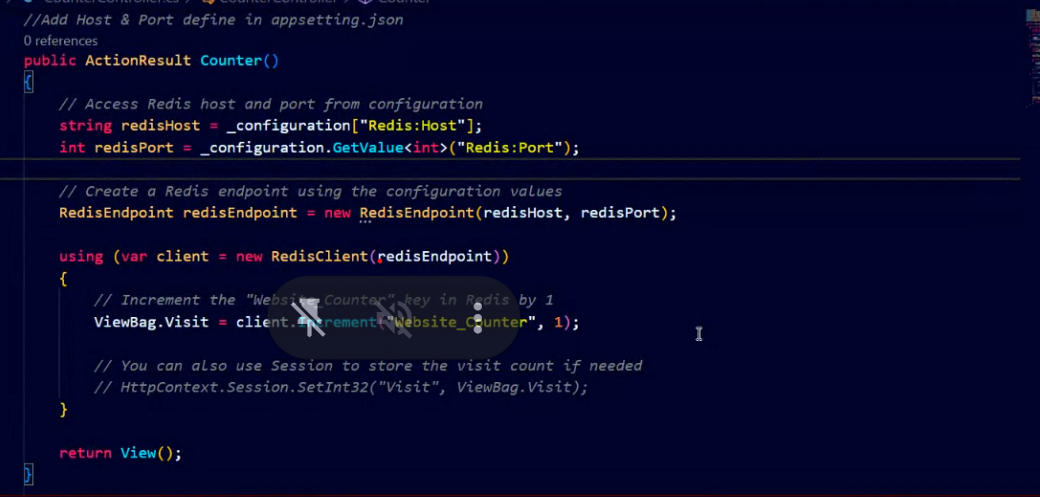 //Add Host & Port define in appsetting.json
0 references
public ActionResult Counter()
{
// Access Redis host and port from configuration
string redisHost = _configuration["Redis:Host"];
int redisPort = _configuration.GetValue<int>("Redis:Port");
// Create a Redis endpoint using the configuration values
RedisEndpoint redisEndpoint = new RedisEndpoint(redisHost, redisPort);
using (var client = new RedisClient(redisEndpoint))
{
// Increment the "Website_Counter" key in Redis by 1
ViewBag.Visit = client.Increment("Website_Counter", 1);
// You can also use Session to store the visit count if needed
// HttpContext.Session.SetInt32("Visit", ViewBag.Visit);
}
return View();
}